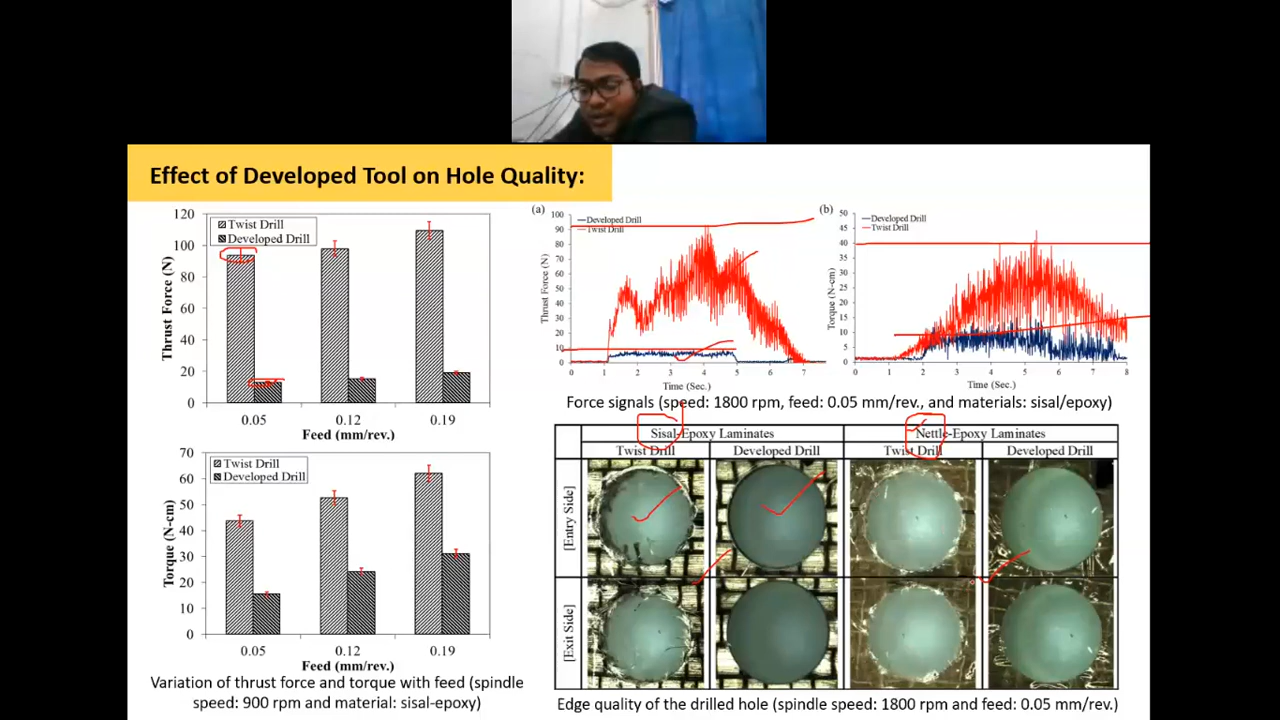 Effect of Developed Tool on Hole Quality:
120
100
80
60
40
20
0
Thrust Force (N)
Twist Drill
Developed Drill
0.05 0.12 0.19
Feed (mm/rev.)
70
60
50
40
30
20
10
0
Torque (N-cm)
Twist Drill
Developed Drill
0.05 0.12 0.19
Feed (mm/rev.)
Variation of thrust force and torque with feed (spindle
speed: 900 rpm and material: sisal-epoxy)
(a)
100
90
80
70
60
50
40
30
20
10
0
Thrust Force (N)
Developed Drill
Twist Drill
0 1 2 3 4 5 6 7
Time (Sec.)
(b)
50
45
40
35
30
25
20
15
10
5
0
Torque (N-cm)
Developed Drill
Twist Drill
0 1 2 3 4 5 6 7 8
Time (Sec.)
Force signals (speed: 1800 rpm, feed: 0.05 mm/rev., and materials: sisal/epoxy)
Sisal-Epoxy Laminates Nettle-Epoxy Laminates
Twist Drill Developed Drill Twist Drill Developed Drill
[Entry Side]
[Exit Side]
Edge quality of the drilled hole (spindle speed: 1800 rpm and feed: 0.05 mm/rev.)